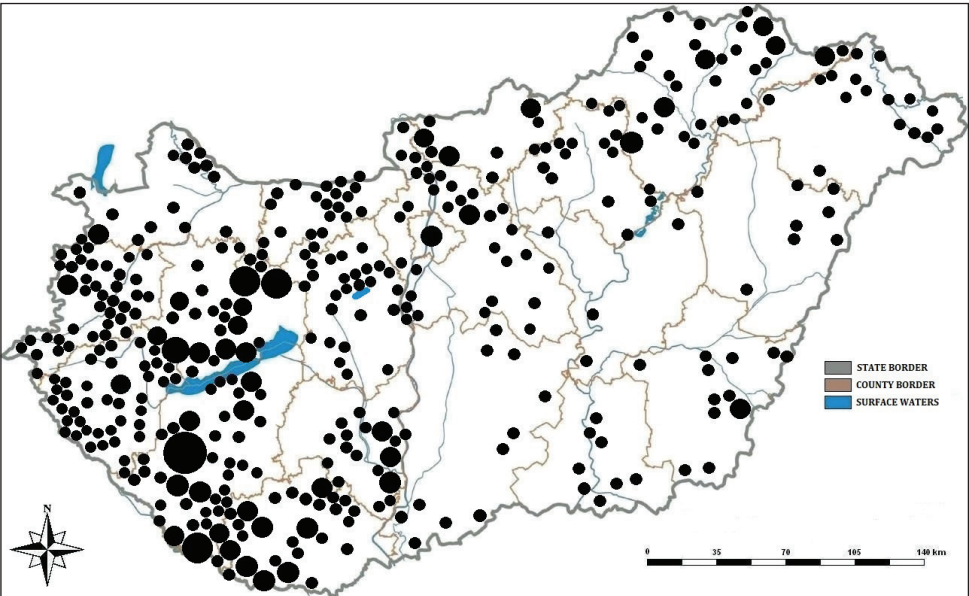 STATE BORDER
COUNTY BORDER
SURFACE WATERS
N
0 35 70 105 140 km